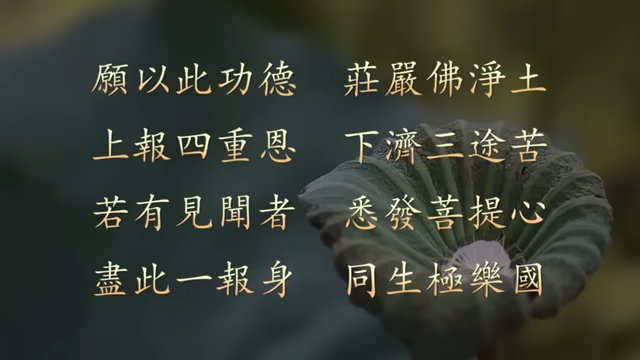 願以此功德　莊嚴佛淨土
上報四重恩　下濟三途苦
若有見聞者　悉發菩提心
盡此一報身　同生極樂國